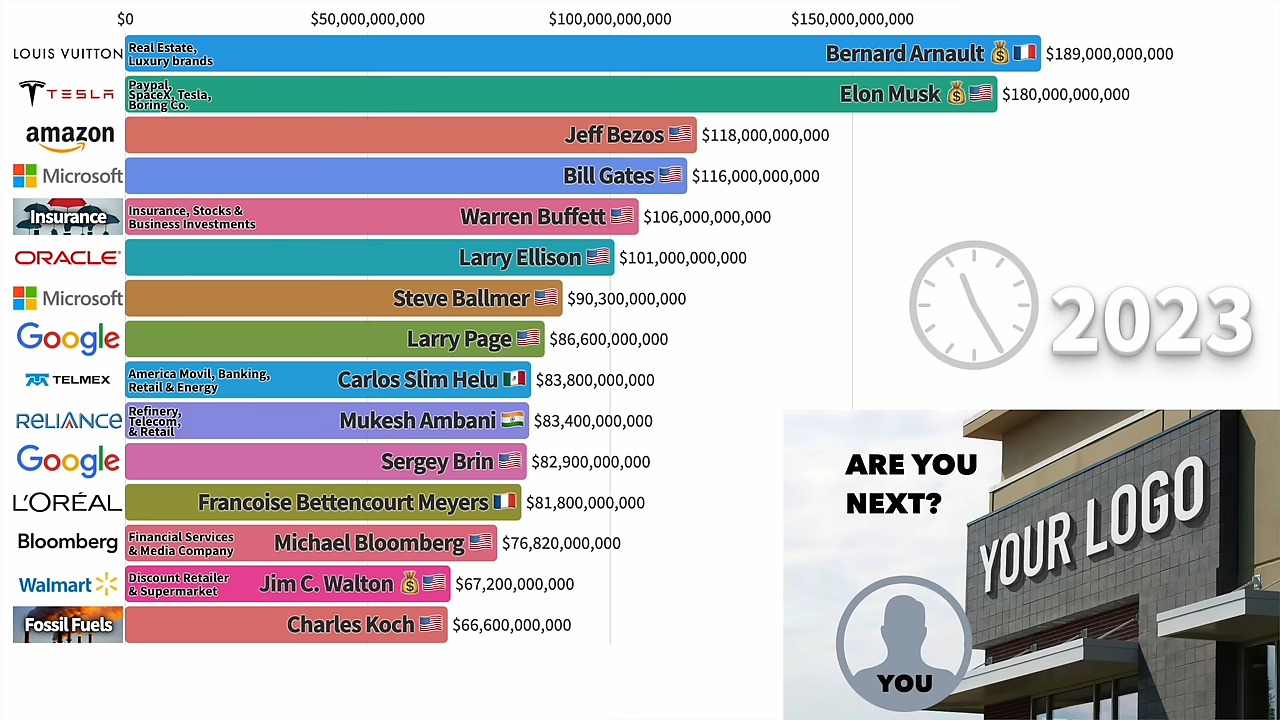 $0 $50,000,000,000 $100,000,000,000 $150,000,000,000
LOUIS VUITTON Real Estate, Bernard Arnault $189,000,000,000
Luxury brands
TESLA Paypal, Elon Musk $180,000,000,000
SpaceX, Tesla,
Boring Co.
amazon Jeff Bezos $118,000,000,000
Microsoft Bill Gates $116,000,000,000
Insurance Insurance, Stocks & Warren Buffett $106,000,000,000
Business Investments
ORACLE Larry Ellison $101,000,000,000
Microsoft Steve Ballmer $90,300,000,000
Google Larry Page $86,600,000,000
TELMEX America Movil, Banking, Carlos Slim Helu $83,800,000,000
Retail & Energy
RELIANCE Refinery, Mukesh Ambani $83,400,000,000
Telecom,
& Retail
Google Sergey Brin $82,900,000,000
L'ORÉAL Francoise Bettencourt Meyers $81,800,000,000
Bloomberg Financial Services Michael Bloomberg $76,820,000,000
& Media Company
Walmart Discount Retailer Jim C. Walton $67,200,000,000
& Supermarket
Fossil Fuels Charles Koch $66,600,000,000
2023
ARE YOU
NEXT?
YOUR LOGO
YOU